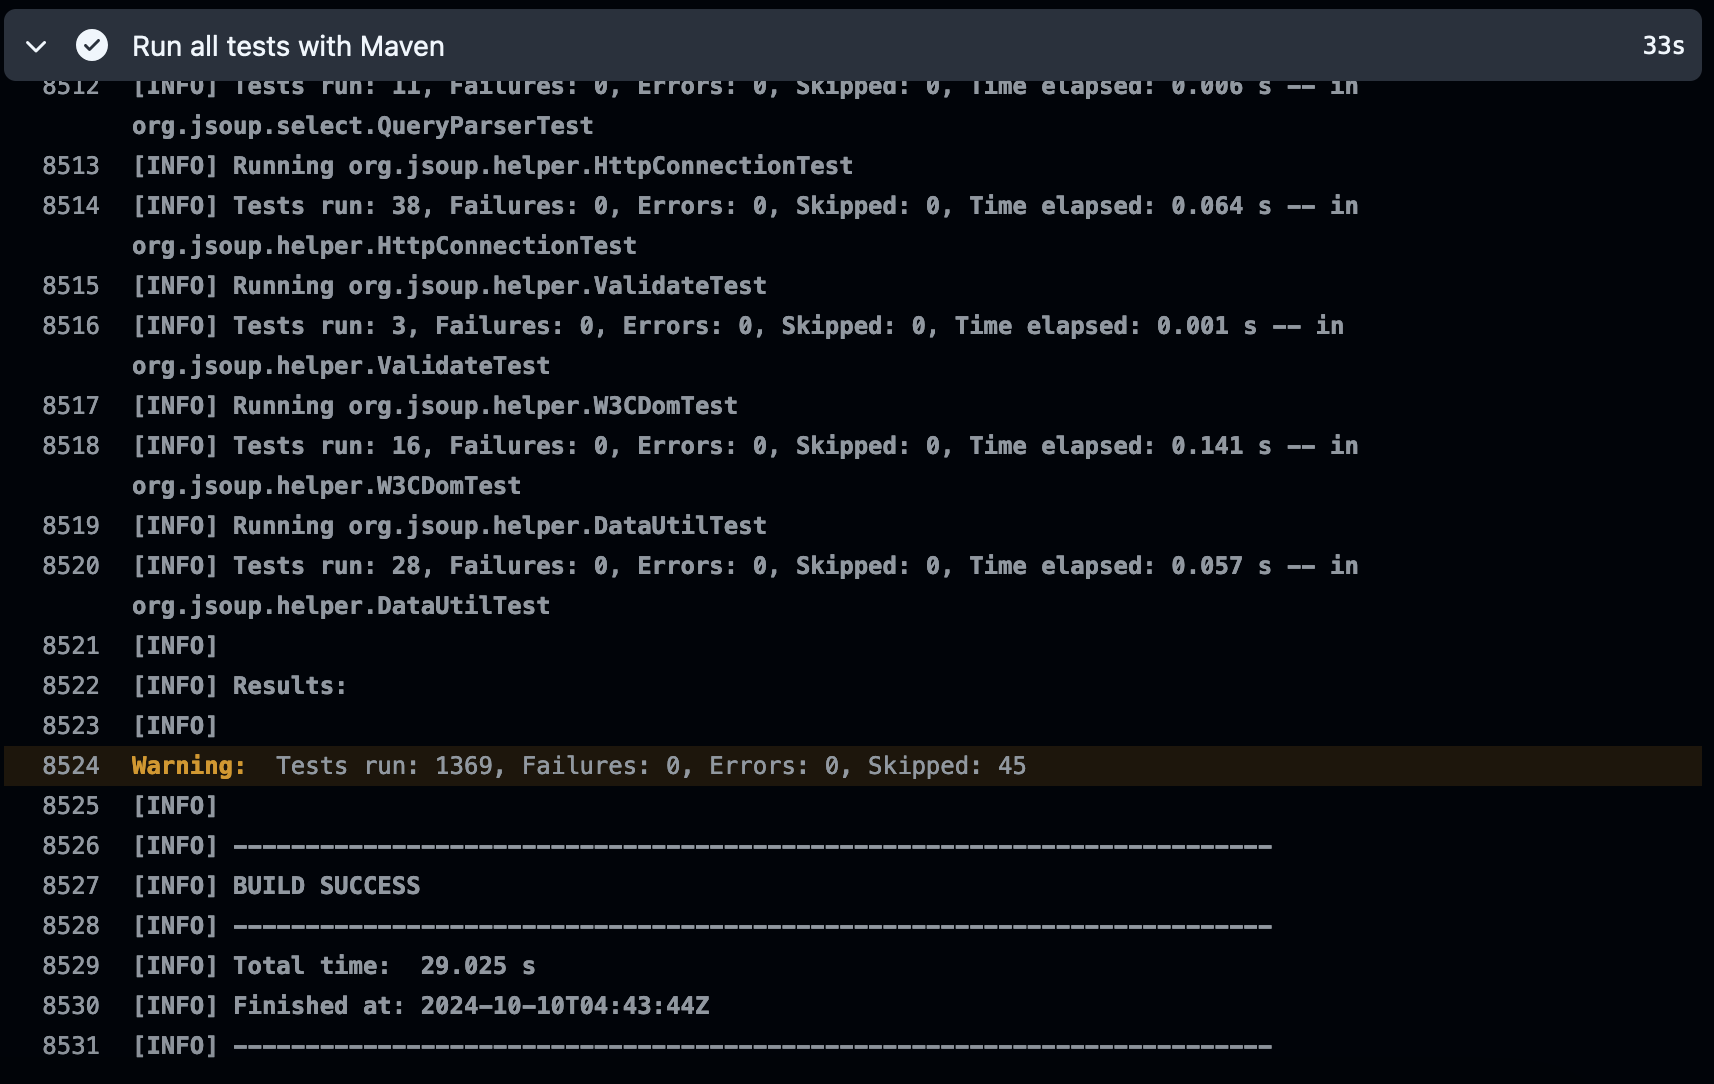 Run all tests with Maven
33s
8512 [INFO] Tests run: 11, Failures: 0, Errors: 0, Skipped: 0, Time elapsed: 0.006 s -- in
org.jsoup.select.QueryParserTest
8513 [INFO] Running org.jsoup.helper.HttpConnectionTest
8514 [INFO] Tests run: 38, Failures: 0, Errors: 0, Skipped: 0, Time elapsed: 0.064 s -- in
org.jsoup.helper.HttpConnectionTest
8515 [INFO] Running org.jsoup.helper.ValidateTest
8516 [INFO] Tests run: 3, Failures: 0, Errors: 0, Skipped: 0, Time elapsed: 0.001 s -- in
org.jsoup.helper.ValidateTest
8517 [INFO] Running org.jsoup.helper.W3CDomTest
8518 [INFO] Tests run: 16, Failures: 0, Errors: 0, Skipped: 0, Time elapsed: 0.141 s -- in
org.jsoup.helper.W3CDomTest
8519 [INFO] Running org.jsoup.helper.DataUtilTest
8520 [INFO] Tests run: 28, Failures: 0, Errors: 0, Skipped: 0, Time elapsed: 0.057 s -- in
org.jsoup.helper.DataUtilTest
8521 [INFO]
8522 [INFO] Results:
8523 [INFO]
8524 Warning:  Tests run: 1369, Failures: 0, Errors: 0, Skipped: 45
8525 [INFO]
8526 [INFO] ------------------------------------------------------------------------
8527 [INFO] BUILD SUCCESS
8528 [INFO] ------------------------------------------------------------------------
8529 [INFO] Total time:  29.025 s
8530 [INFO] Finished at: 2024-10-10T04:43:44Z
8531 [INFO] ------------------------------------------------------------------------